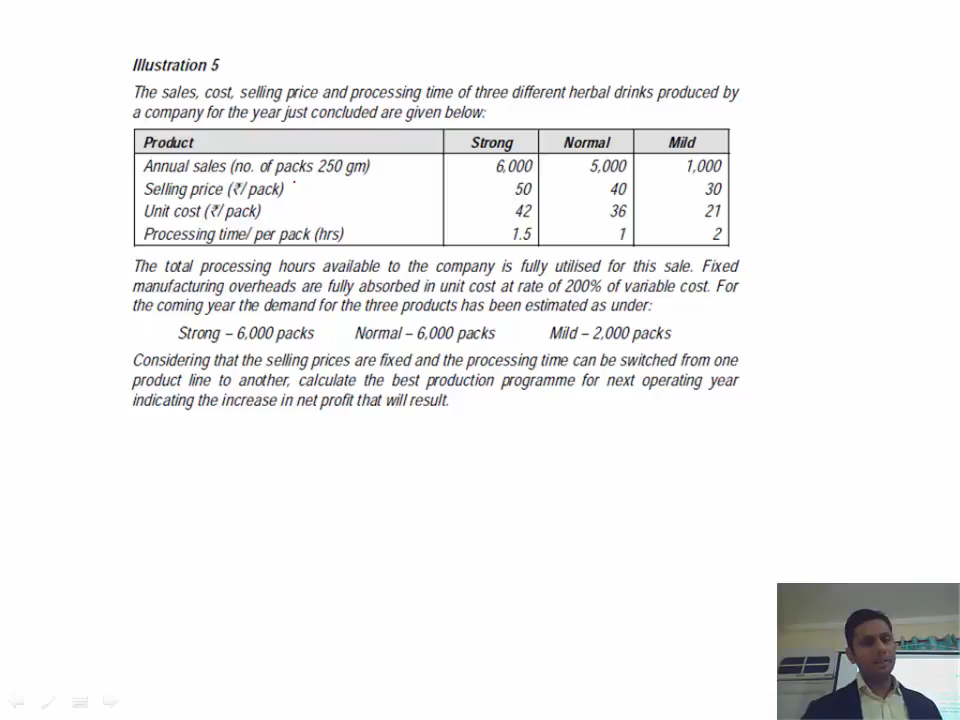 Illustration 5
The sales, cost, selling price and processing time of three different herbal drinks produced by
a company for the year just concluded are given below:
Product Strong Normal Mild
Annual sales (no. of packs 250 gm) 6,000 5,000 1,000
Selling price (₹/ pack) 50 40 30
Unit cost (₹/ pack) 42 36 21
Processing time/ per pack (hrs) 1.5 1 2
The total processing hours available to the company is fully utilised for this sale. Fixed
manufacturing overheads are fully absorbed in unit cost at rate of 200% of variable cost. For
the coming year the demand for the three products has been estimated as under:
Strong – 6,000 packs Normal – 6,000 packs Mild – 2,000 packs
Considering that the selling prices are fixed and the processing time can be switched from one
product line to another, calculate the best production programme for next operating year
indicating the increase in net profit that will result.